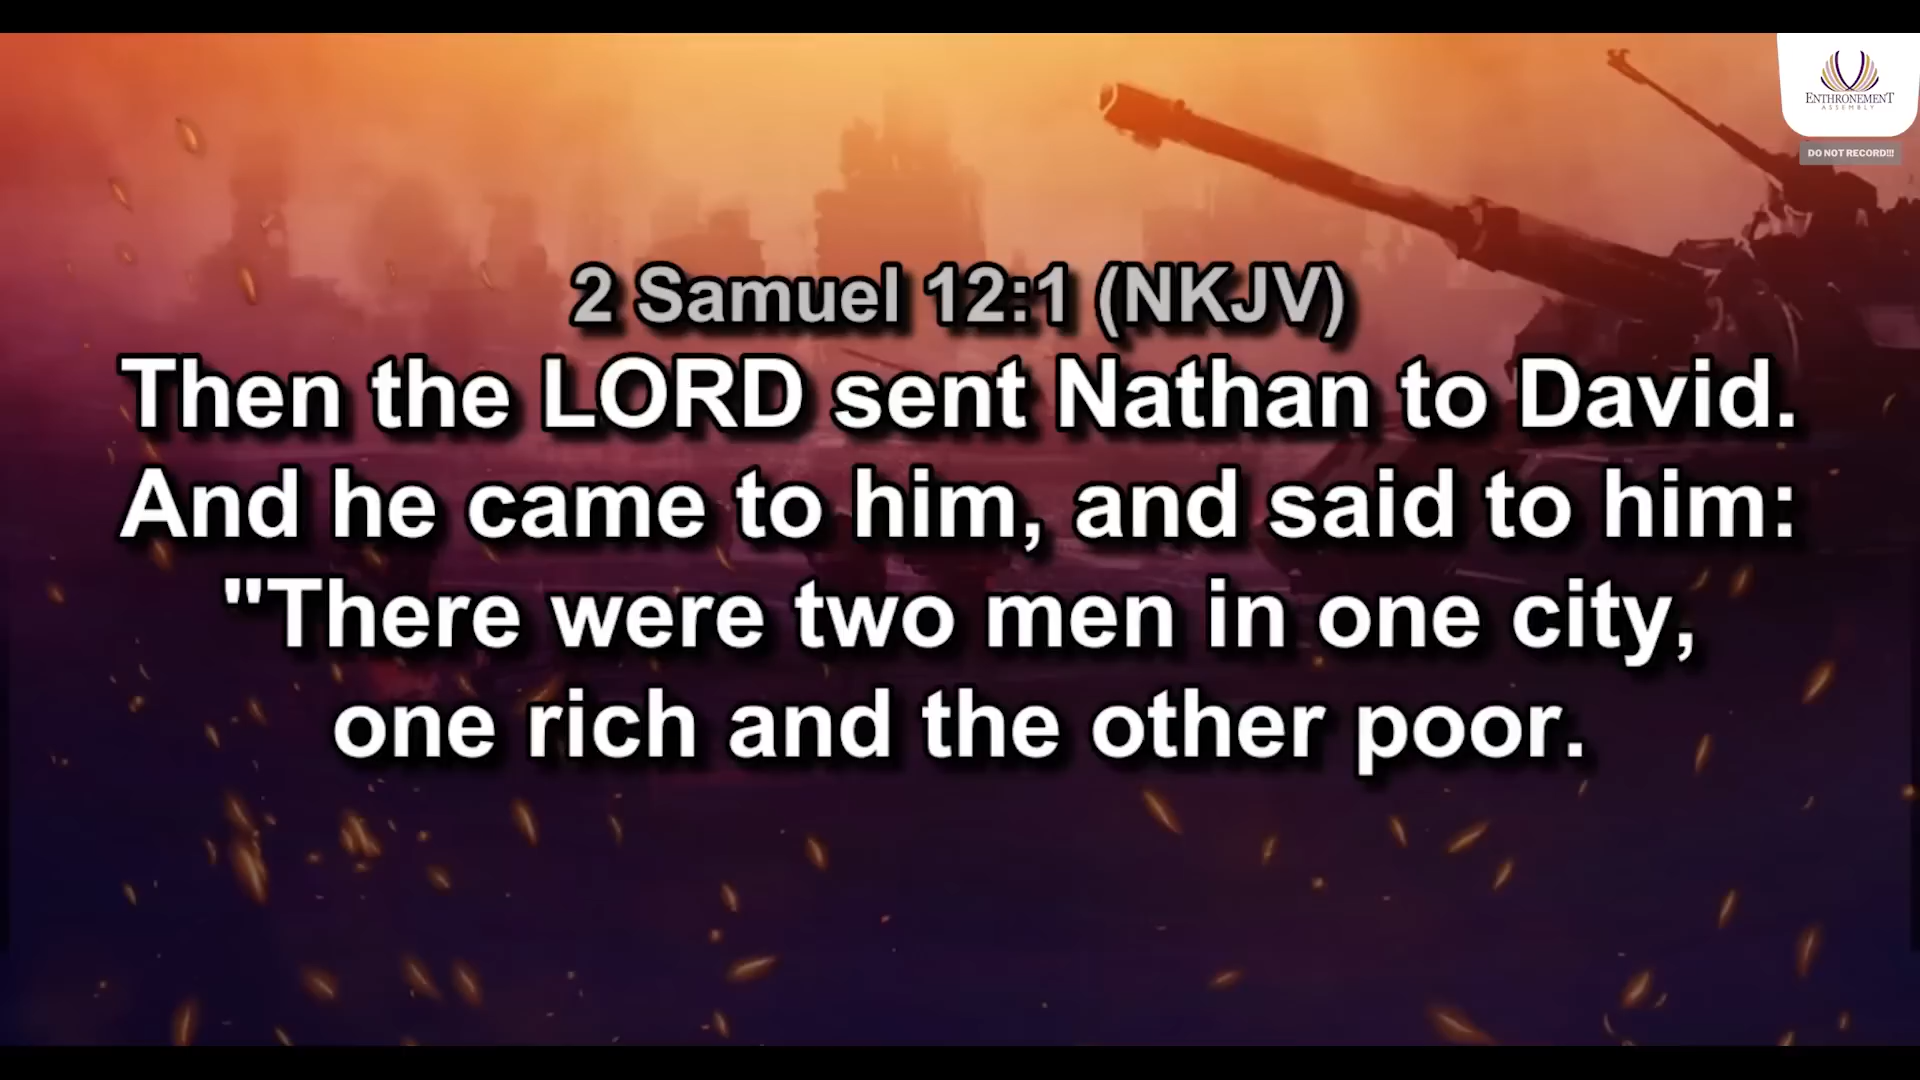 ENTHRONEMENT
ASSEMBLY
DO NOT RECORD!!!
2 Samuel 12:1 (NKJV)
Then the LORD sent Nathan to David.
And he came to him, and said to him:
"There were two men in one city,
one rich and the other poor.